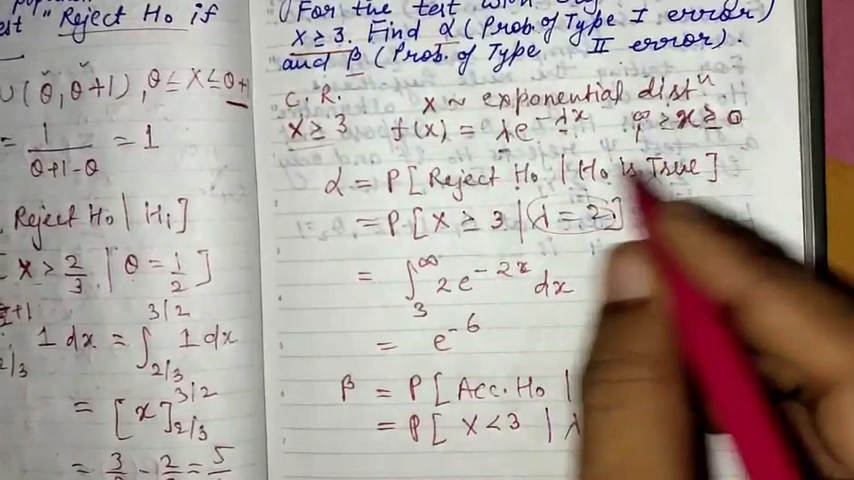 est "Reject H₀ if
U(θ, θ+1), θ ≤ X ≤ θ+1
= 1/(θ+1-θ) = 1
Reject H₀ | H₁]
X > 2/3 | θ = 1/2 ]
1 dx = ∫_{2/3}^{3/2} 1 dx
= [x]_{2/3}^{3/2}
= 3/2 - 2/3 = 5/
For the test
X ≥ 3. Find α (Prob. of Type I error)
and β (Prob. of Type II error).
C.R. X ~ exponential distⁿ
X ≥ 3 f(x) = λe^{-λx} ∞ ≥ x ≥ 0
α = P[Reject H₀ | H₀ is True]
= P[X ≥ 3 | λ = 2]
= ∫_3^∞ 2e^{-2x} dx
= e^{-6}
β = P[Acc. H₀ |
= P[ X < 3 | λ